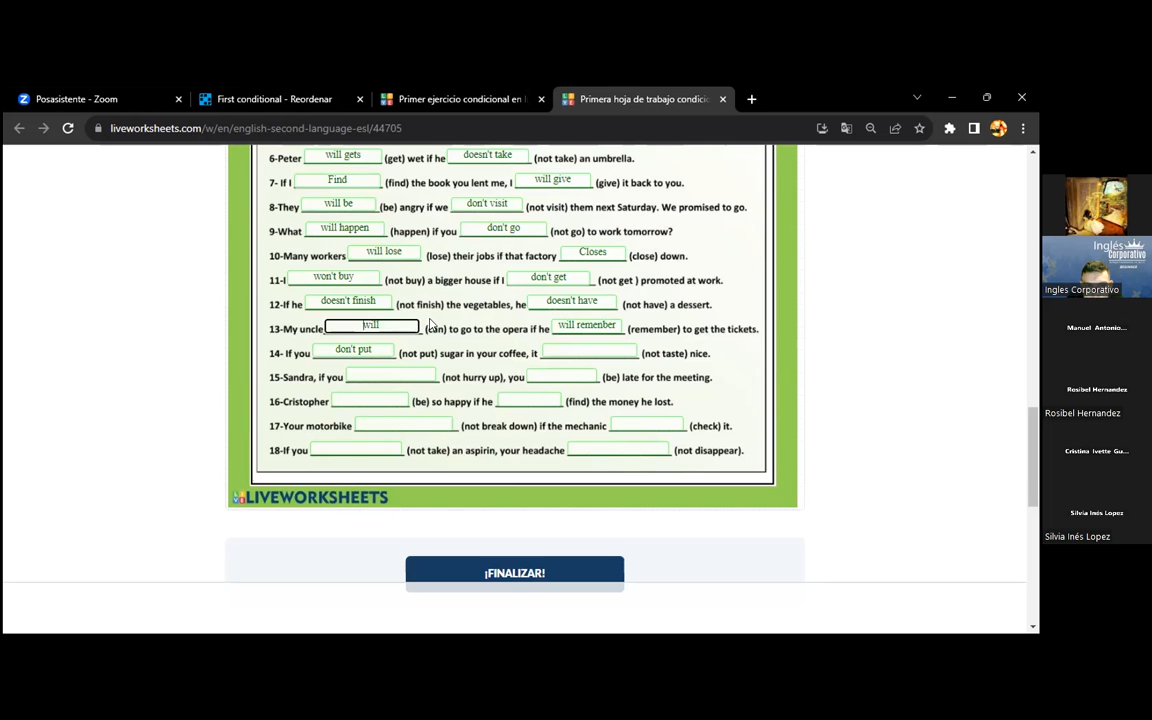 Posasistente - Zoom
First conditional - Reordenar
Primer ejercicio condicional en
Primera hoja de trabajo condicio
liveworksheets.com/w/en/english-second-language-esl/44705
6-Peter will gets (get) wet if he doesn't take (not take) an umbrella.
7- If I Find (find) the book you lent me, I will give (give) it back to you.
8-They will be (be) angry if we don't visit (not visit) them next Saturday. We promised to go.
9-What will happen (happen) if you don't go (not go) to work tomorrow?
10-Many workers will lose (lose) their jobs if that factory Closes (close) down.
11-I won't buy (not buy) a bigger house if I don't get (not get ) promoted at work.
12-If he doesn't finish (not finish) the vegetables, he doesn't have (not have) a dessert.
13-My uncle will to go to the opera if he will remenber (remember) to get the tickets.
14- If you don't put (not put) sugar in your coffee, it (not taste) nice.
15-Sandra, if you (not hurry up), you (be) late for the meeting.
16-Cristopher (be) so happy if he (find) the money he lost.
17-Your motorbike (not break down) if the mechanic (check) it.
18-If you (not take) an aspirin, your headache (not disappear).
LIVEWORKSHEETS
¡FINALIZAR!
Inglés
Corporativo
Ingles Corporativo
Manuel Antonio...
Rosibel Hernandez
Rosibel Hernandez
Cristina Ivette Gu...
Silvia Inés Lopez
Silvia Inés Lopez